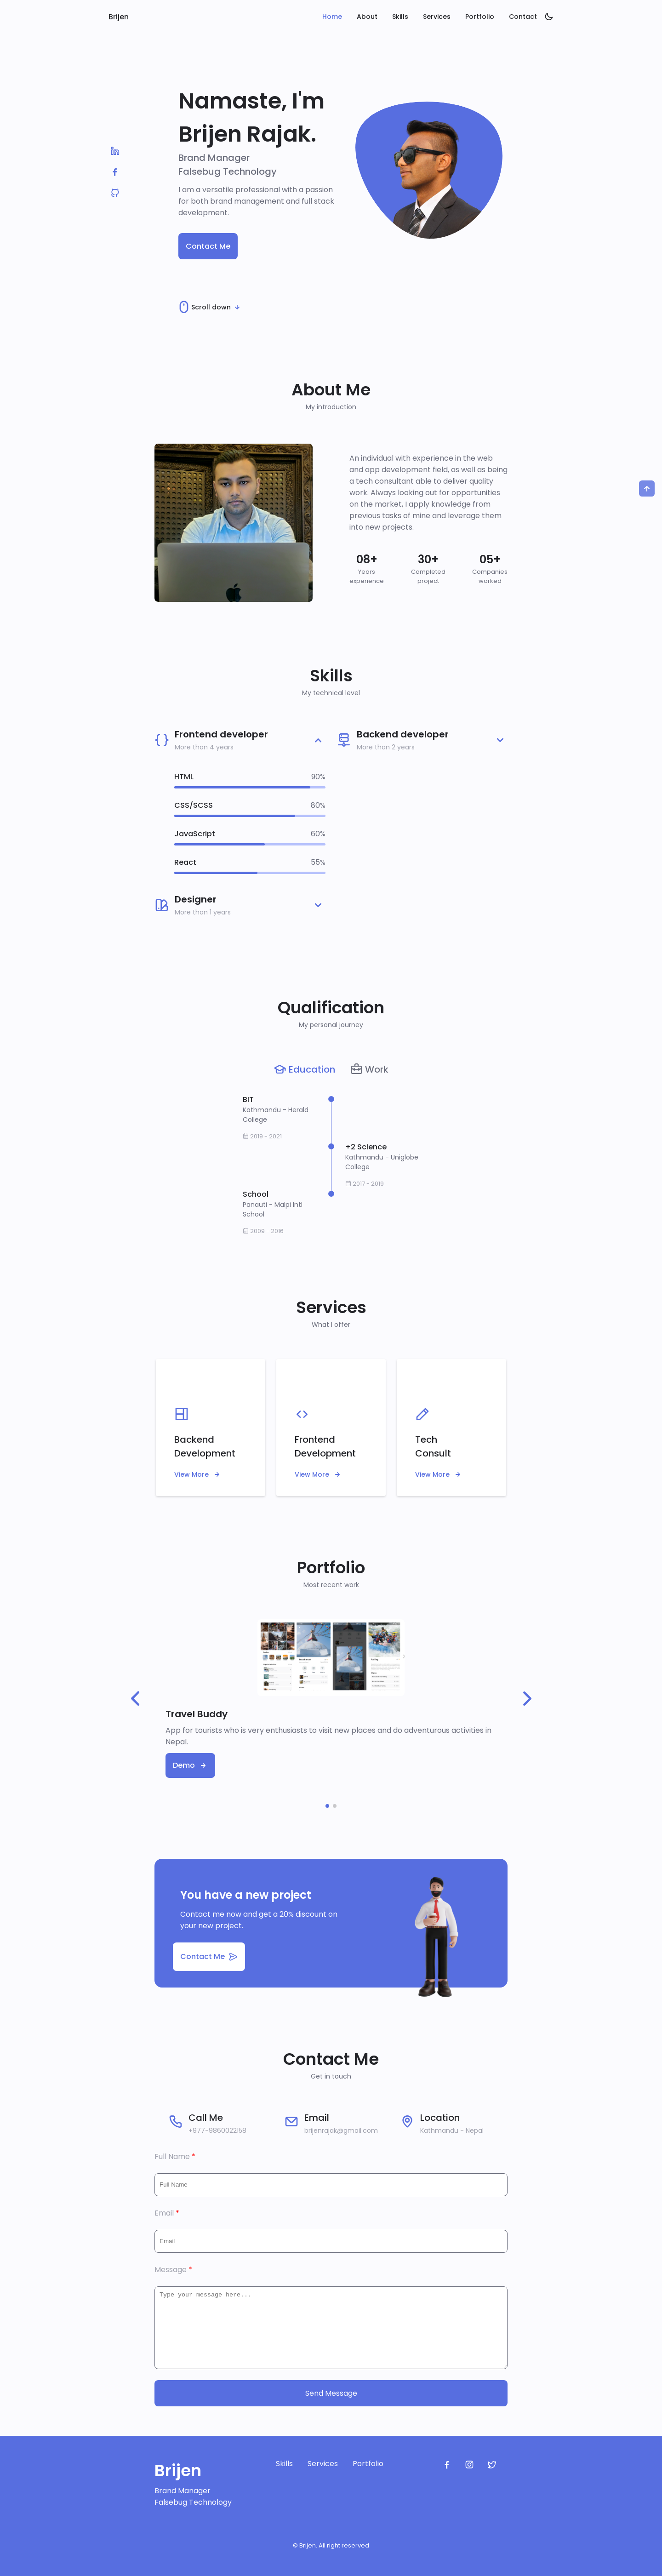 Brijen
Home About Skills Services Portfolio Contact
Namaste, I'm
Brijen Rajak.
Brand Manager
Falsebug Technology
I am a versatile professional with a passion
for both brand management and full stack
development.
Contact Me
Scroll down
About Me
My introduction
An individual with experience in the web
and app development field, as well as being
a tech consultant able to deliver quality
work. Always looking out for opportunities
on the market, I apply knowledge from
previous tasks of mine and leverage them
into new projects.
08+ 30+ 05+
Years Completed Companies
experience project worked
Skills
My technical level
Frontend developer
More than 4 years
HTML 90%
CSS/SCSS 80%
JavaScript 60%
React 55%
Backend developer
More than 2 years
Designer
More than 1 years
Qualification
My personal journey
Education Work
BIT
Kathmandu - Herald
College
2019 - 2021
+2 Science
Kathmandu - Uniglobe
College
2017 - 2019
School
Panauti - Malpi Intl
School
2009 - 2016
Services
What I offer
Backend
Development
View More
Frontend
Development
View More
Tech
Consult
View More
Portfolio
Most recent work
Travel Buddy
App for tourists who is very enthusiasts to visit new places and do adventurous activities in
Nepal.
Demo
You have a new project
Contact me now and get a 20% discount on
your new project.
Contact Me
Contact Me
Get in touch
Call Me
+977-9860022158
Email
brijenrajak@gmail.com
Location
Kathmandu - Nepal
Full Name *
Full Name
Email *
Email
Message *
Type your message here...
Send Message
Brijen
Brand Manager
Falsebug Technology
Skills Services Portfolio
© Brijen. All right reserved